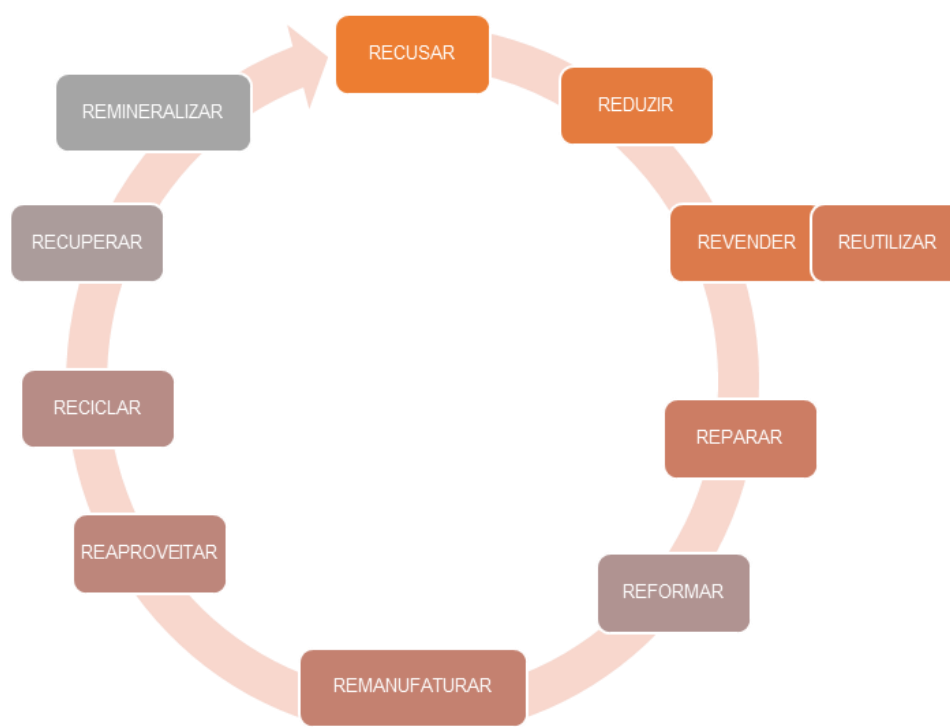 RECUSAR
REDUZIR
REVENDER
REUTILIZAR
REPARAR
REFORMAR
REMANUFATURAR
REAPROVEITAR
RECICLAR
RECUPERAR
REMINERALIZAR